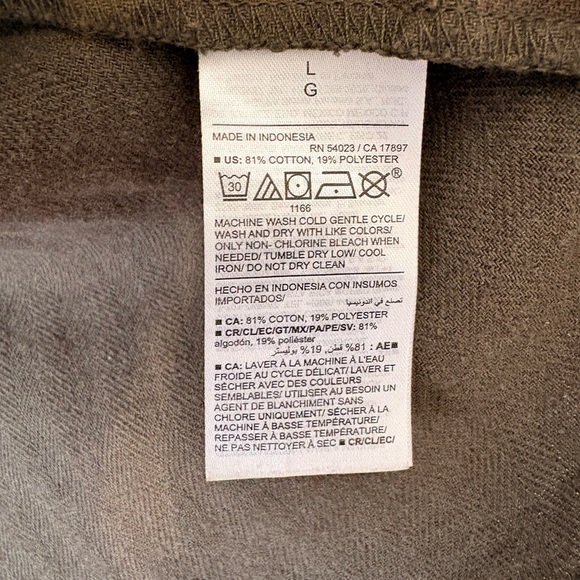 L
G
MADE IN INDONESIA
RN 54023 / CA 17897
■ US: 81% COTTON, 19% POLYESTER
30 ®
1166
MACHINE WASH COLD GENTLE CYCLE/
WASH AND DRY WITH LIKE COLORS/
ONLY NON- CHLORINE BLEACH WHEN
NEEDED/ TUMBLE DRY LOW/ COOL
IRON/ DO NOT DRY CLEAN
HECHO EN INDONESIA CON INSUMOS
IMPORTADOS/ تصنع في اندونيسيا
■ CA: 81% COTON, 19% POLYESTER
■ CR/CL/EC/GT/MX/PA/PE/SV: 81%
algodón, 19% poliéster
■AE : 81% قطن, 19% بوليستر
■ CA: LAVER À LA MACHINE À L'EAU
FROIDE AU CYCLE DÉLICAT/ LAVER ET
SÉCHER AVEC DES COULEURS
SEMBLABLES/ UTILISER AU BESOIN UN
AGENT DE BLANCHIMENT SANS
CHLORE UNIQUEMENT/ SÉCHER À LA
MACHINE À BASSE TEMPÉRATURE/
REPASSER À BASSE TEMPÉRATURE/
NE PAS NETTOYER À SEC ■ CR/CL/EC/